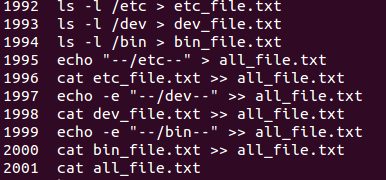 1992 ls -l /etc > etc_file.txt
1993 ls -l /dev > dev_file.txt
1994 ls -l /bin > bin_file.txt
1995 echo "--/etc--" > all_file.txt
1996 cat etc_file.txt >> all_file.txt
1997 echo -e "--/dev--" >> all_file.txt
1998 cat dev_file.txt >> all_file.txt
1999 echo -e "--/bin--" >> all_file.txt
2000 cat bin_file.txt >> all_file.txt
2001 cat all_file.txt